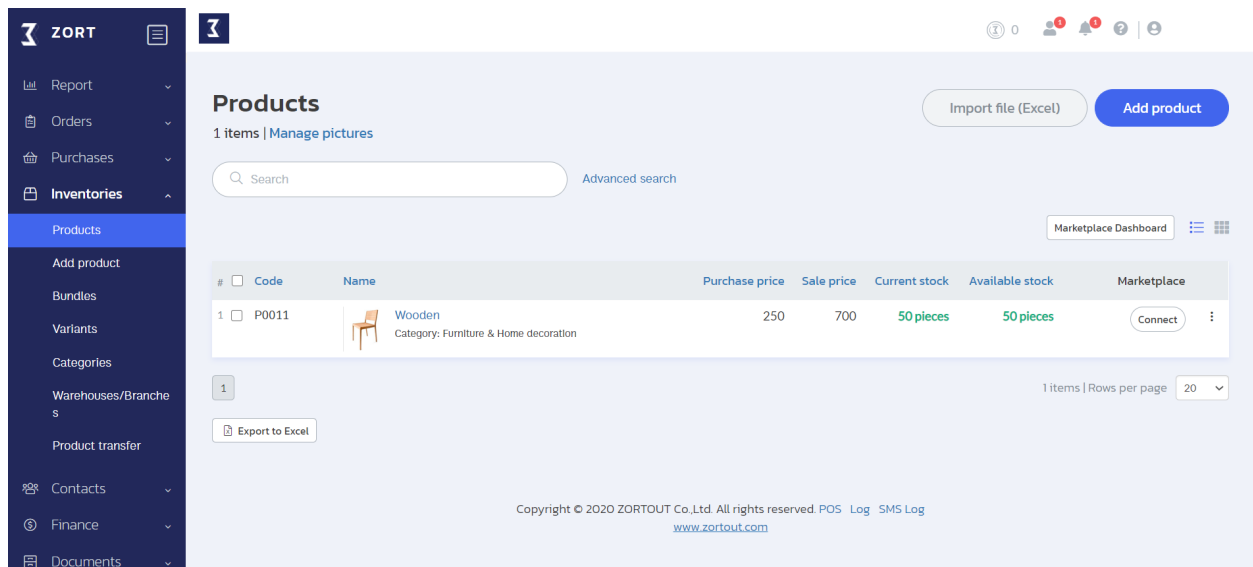 ZORT
0
1
1
Report
Orders
Purchases
Inventories
Products
Add product
Bundles
Variants
Categories
Warehouses/Branche
s
Product transfer
Contacts
Finance
Documents
Products
1 items | Manage pictures
Import file (Excel)
Add product
Search
Advanced search
Marketplace Dashboard
# Code Name Purchase price Sale price Current stock Available stock Marketplace
1 P0011 Wooden 250 700 50 pieces 50 pieces Connect
Category: Furniture & Home decoration
1
1 items | Rows per page 20
Export to Excel
Copyright © 2020 ZORTOUT Co.,Ltd. All rights reserved. POS Log SMS Log
www.zortout.com